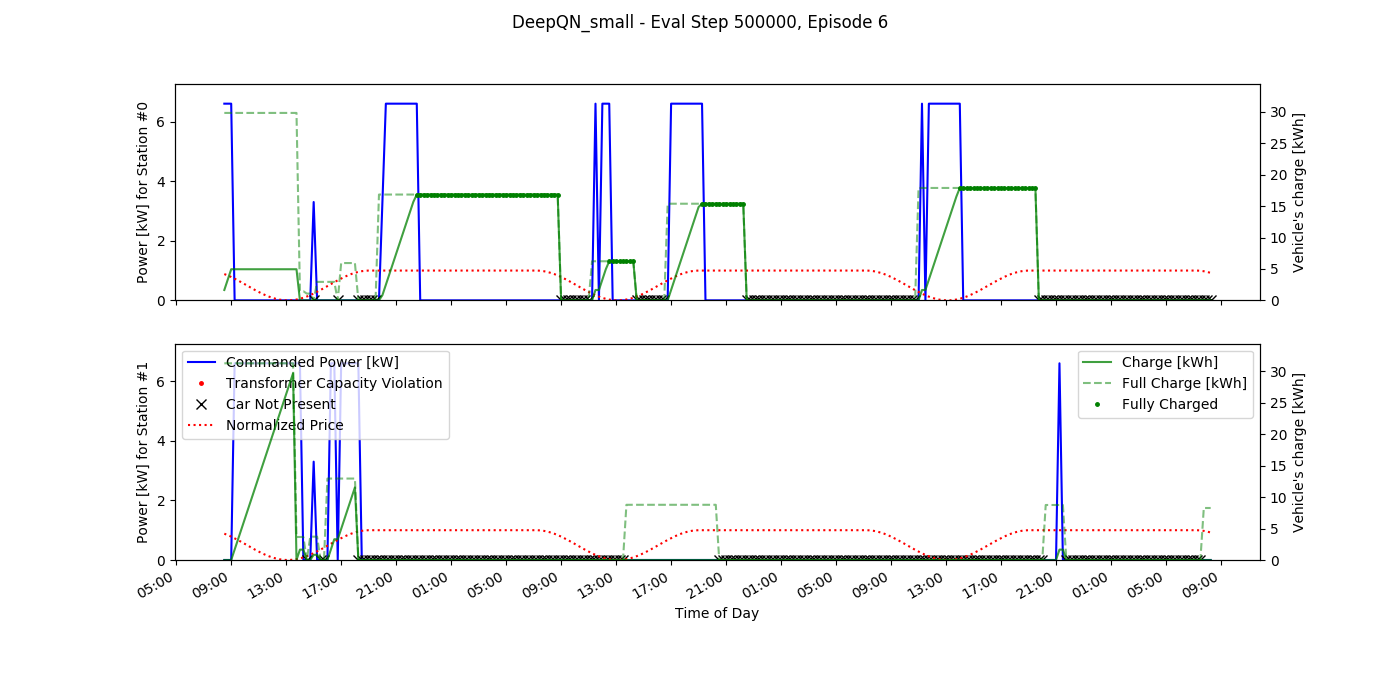 DeepQN_small - Eval Step 500000, Episode 6
Power [kW] for Station #0
0
2
4
6
0
5
10
15
20
25
30
Vehicle's charge [kWh]
Power [kW] for Station #1
0
2
4
6
Commanded Power [kW]
Transformer Capacity Violation
Car Not Present
Normalized Price
Charge [kWh]
Full Charge [kWh]
Fully Charged
0
5
10
15
20
25
30
Vehicle's charge [kWh]
05:00 09:00 13:00 17:00 21:00 01:00 05:00 09:00 13:00 17:00 21:00 01:00 05:00 09:00 13:00 17:00 21:00 01:00 05:00 09:00
Time of Day